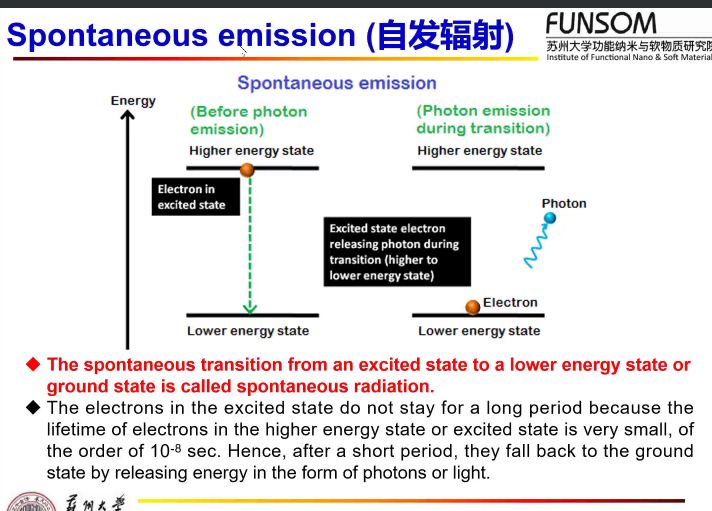 Spontaneous emission (自发辐射)
FUNSOM
苏州大学功能纳米与软物质研究院
Institute of Functional Nano & Soft Material
Spontaneous emission
Energy
(Before photon
emission)
Higher energy state
Electron in
excited state
Lower energy state
(Photon emission
during transition)
Higher energy state
Photon
Excited state electron
releasing photon during
transition (higher to
lower energy state)
Electron
Lower energy state
The spontaneous transition from an excited state to a lower energy state or
ground state is called spontaneous radiation.
The electrons in the excited state do not stay for a long period because the
lifetime of electrons in the higher energy state or excited state is very small, of
the order of 10⁻⁸ sec. Hence, after a short period, they fall back to the ground
state by releasing energy in the form of photons or light.
苏州大学